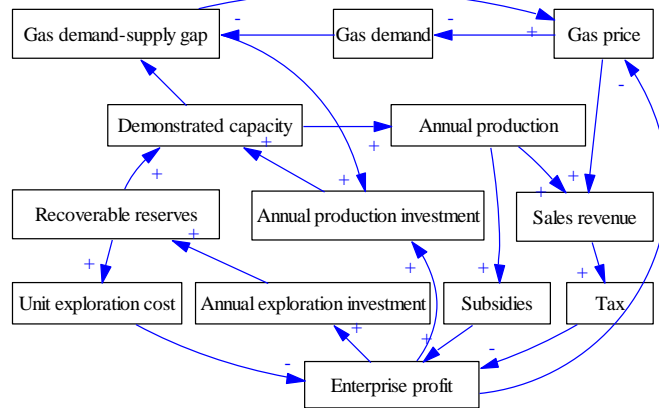 -
-
+
Gas demand-supply gap
Gas demand
Gas price
-
Demonstrated capacity
Annual production
+
+
+
+
+
+
Recoverable reserves
Annual production investment
Sales revenue
+
+
+
+
+
+
Unit exploration cost
Annual exploration investment
Subsidies
Tax
+
+
-
-
Enterprise profit